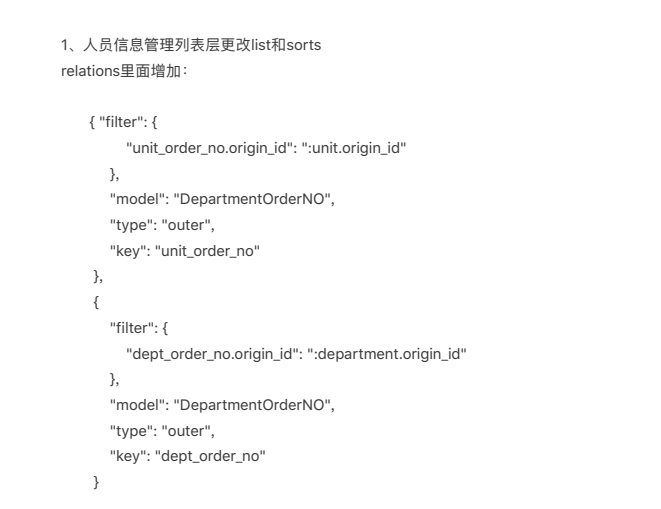 1、人员信息管理列表层更改list和sorts
relations里面增加：
{ "filter": {
"unit_order_no.origin_id": ":unit.origin_id"
},
"model": "DepartmentOrderNO",
"type": "outer",
"key": "unit_order_no"
},
{
"filter": {
"dept_order_no.origin_id": ":department.origin_id"
},
"model": "DepartmentOrderNO",
"type": "outer",
"key": "dept_order_no"
}